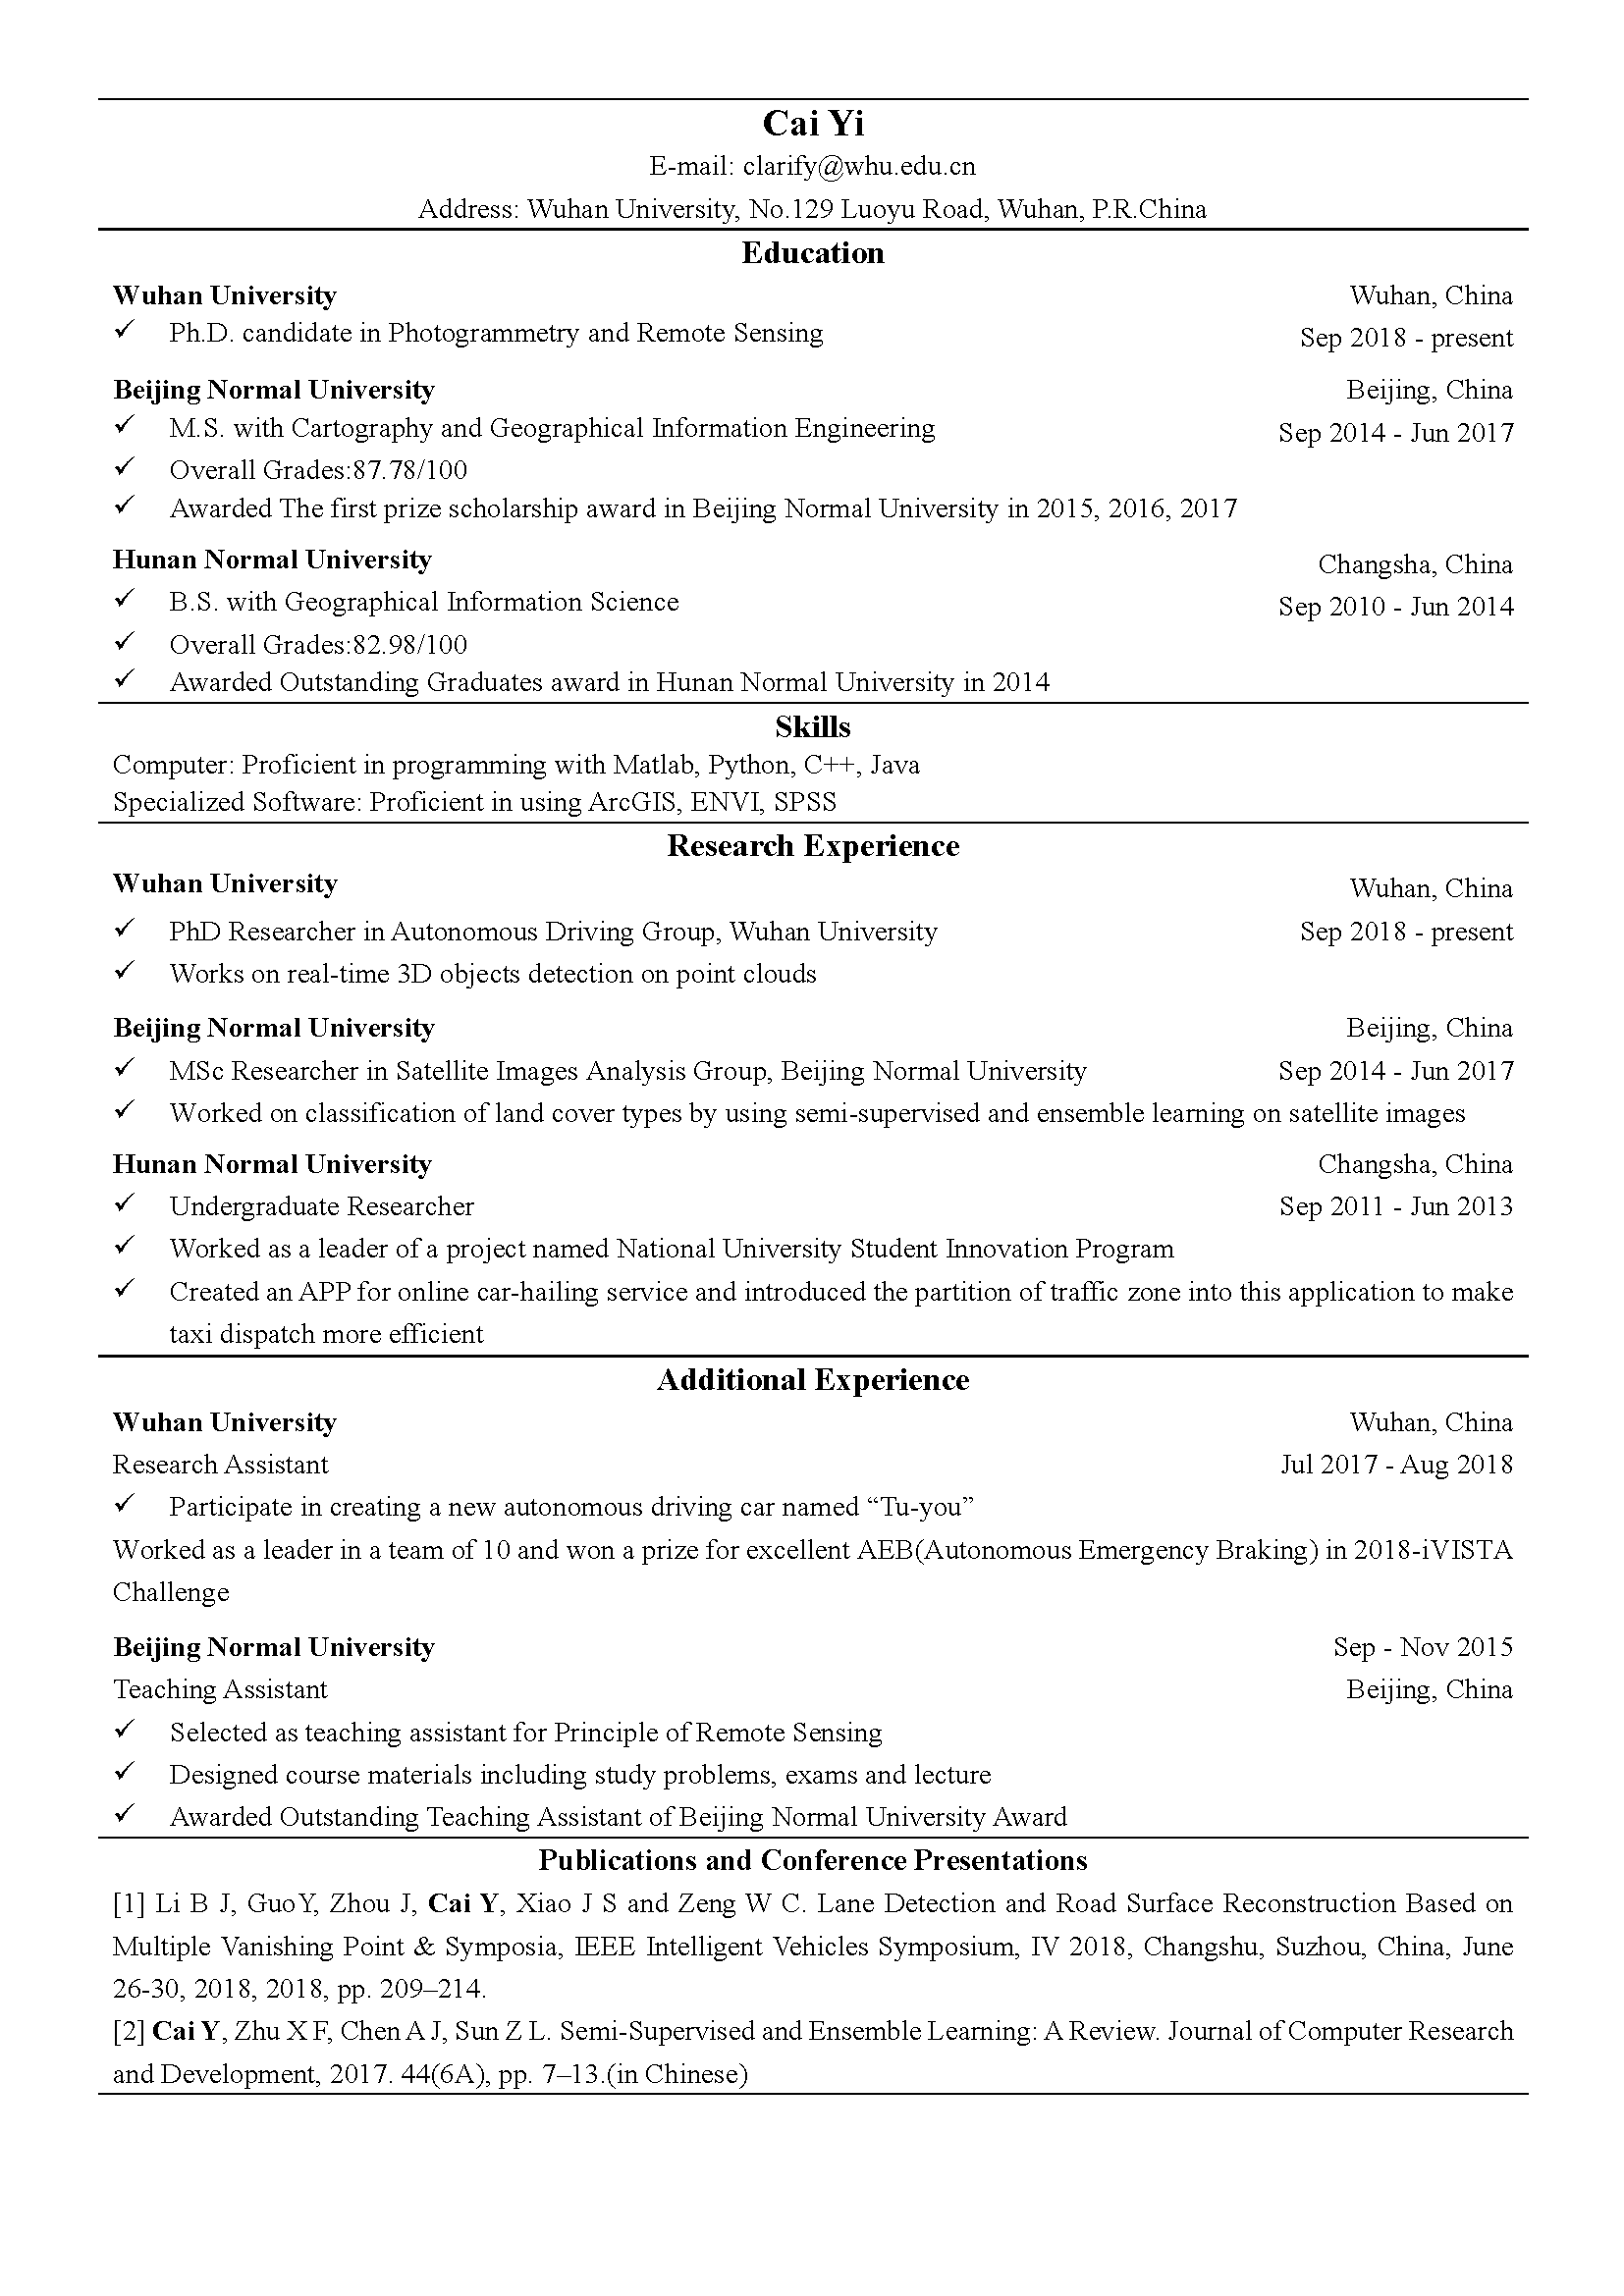 Cai Yi
E-mail: clarify@whu.edu.cn
Address: Wuhan University, No.129 Luoyu Road, Wuhan, P.R.China
Education
Wuhan University Wuhan, China
✓ Ph.D. candidate in Photogrammetry and Remote Sensing Sep 2018 - present
Beijing Normal University Beijing, China
✓ M.S. with Cartography and Geographical Information Engineering Sep 2014 - Jun 2017
✓ Overall Grades:87.78/100
✓ Awarded The first prize scholarship award in Beijing Normal University in 2015, 2016, 2017
Hunan Normal University Changsha, China
✓ B.S. with Geographical Information Science Sep 2010 - Jun 2014
✓ Overall Grades:82.98/100
✓ Awarded Outstanding Graduates award in Hunan Normal University in 2014
Skills
Computer: Proficient in programming with Matlab, Python, C++, Java
Specialized Software: Proficient in using ArcGIS, ENVI, SPSS
Research Experience
Wuhan University Wuhan, China
✓ PhD Researcher in Autonomous Driving Group, Wuhan University Sep 2018 - present
✓ Works on real-time 3D objects detection on point clouds
Beijing Normal University Beijing, China
✓ MSc Researcher in Satellite Images Analysis Group, Beijing Normal University Sep 2014 - Jun 2017
✓ Worked on classification of land cover types by using semi-supervised and ensemble learning on satellite images
Hunan Normal University Changsha, China
✓ Undergraduate Researcher Sep 2011 - Jun 2013
✓ Worked as a leader of a project named National University Student Innovation Program
✓ Created an APP for online car-hailing service and introduced the partition of traffic zone into this application to make
taxi dispatch more efficient
Additional Experience
Wuhan University Wuhan, China
Research Assistant Jul 2017 - Aug 2018
✓ Participate in creating a new autonomous driving car named “Tu-you”
Worked as a leader in a team of 10 and won a prize for excellent AEB(Autonomous Emergency Braking) in 2018-iVISTA
Challenge
Beijing Normal University Sep - Nov 2015
Teaching Assistant Beijing, China
✓ Selected as teaching assistant for Principle of Remote Sensing
✓ Designed course materials including study problems, exams and lecture
✓ Awarded Outstanding Teaching Assistant of Beijing Normal University Award
Publications and Conference Presentations
[1] Li B J, GuoY, Zhou J, Cai Y, Xiao J S and Zeng W C. Lane Detection and Road Surface Reconstruction Based on
Multiple Vanishing Point & Symposia, IEEE Intelligent Vehicles Symposium, IV 2018, Changshu, Suzhou, China, June
26-30, 2018, 2018, pp. 209–214.
[2] Cai Y, Zhu X F, Chen A J, Sun Z L. Semi-Supervised and Ensemble Learning: A Review. Journal of Computer Research
and Development, 2017. 44(6A), pp. 7–13.(in Chinese)